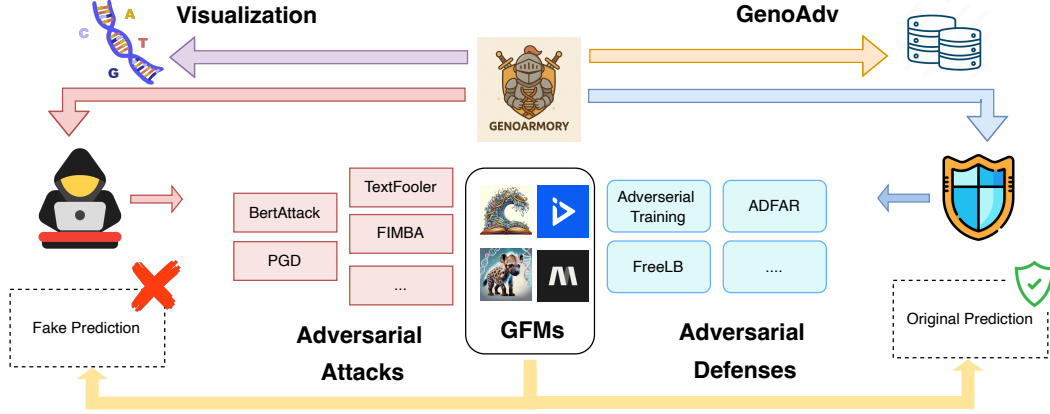 Visualization
GenoAdv
A
C
T
G
GENOARMORY
TextFooler
BertAttack
FIMBA
PGD
...
Adverserial
Training
ADFAR
FreeLB
....
Fake Prediction
Original Prediction
Adversarial
Attacks
GFMs
Adversarial
Defenses